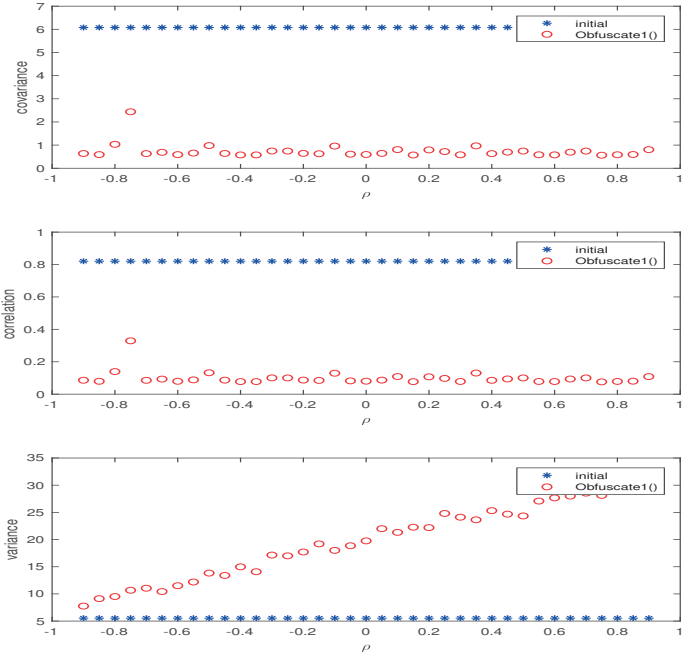 7
6
5
4
3
2
1
0
covariance
initial
Obfuscate1()
-1 -0.8 -0.6 -0.4 -0.2 0 0.2 0.4 0.6 0.8 1
ρ
1
0.8
0.6
0.4
0.2
0
correlation
initial
Obfuscate1()
-1 -0.8 -0.6 -0.4 -0.2 0 0.2 0.4 0.6 0.8 1
ρ
35
30
25
20
15
10
5
variance
initial
Obfuscate1()
-1 -0.8 -0.6 -0.4 -0.2 0 0.2 0.4 0.6 0.8 1
ρ